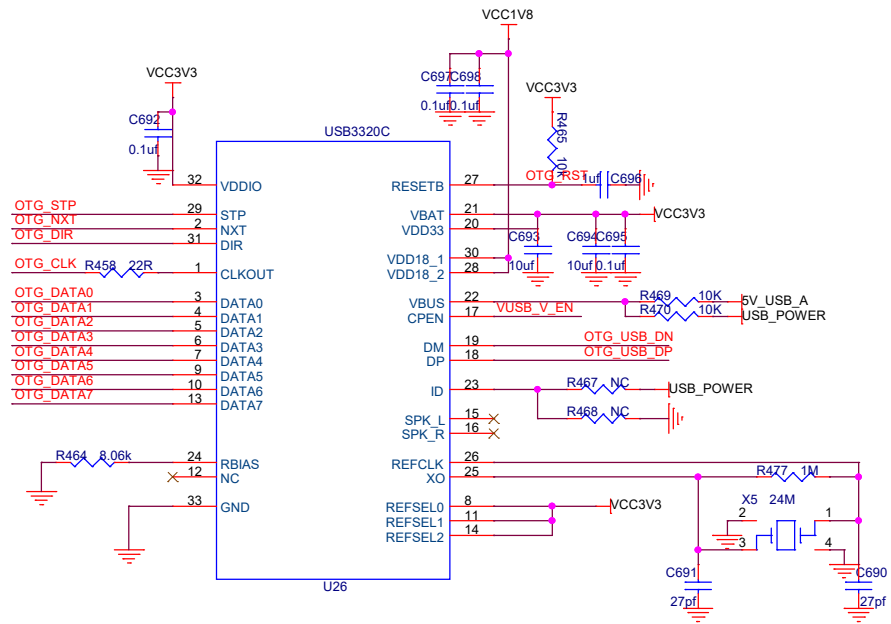 VCC1V8
VCC3V3
C697 C698
VCC3V3
0.1uf 0.1uf
C692
0.1uf
USB3320C
R465
10K
OTG_RST
1uf
C696
32
VDDIO
RESETB
27
OTG_STP
29
STP
VBAT
21
VCC3V3
OTG_NXT
2
NXT
VDD33
20
OTG_DIR
31
DIR
C693
C694 C695
10uf
10uf 0.1uf
VDD18_1
30
OTG_CLK
R458
22R
1
CLKOUT
VDD18_2
28
OTG_DATA0
3
DATA0
VBUS
22
R469
10K
5V_USB_A
OTG_DATA1
4
DATA1
CPEN
17
VUSB_V_EN
R470
10K
USB_POWER
OTG_DATA2
5
DATA2
OTG_DATA3
6
DATA3
DM
19
OTG_USB_DN
OTG_DATA4
7
DATA4
DP
18
OTG_USB_DP
OTG_DATA5
9
DATA5
OTG_DATA6
10
DATA6
ID
23
R467
NC
USB_POWER
OTG_DATA7
13
DATA7
R468
NC
SPK_L
15
SPK_R
16
R464
8.06k
24
RBIAS
REFCLK
26
12
NC
XO
25
R477
1M
33
GND
REFSEL0
8
VCC3V3
REFSEL1
11
REFSEL2
14
X5
24M
2
1
3
4
C691
C690
27pf
27pf
U26